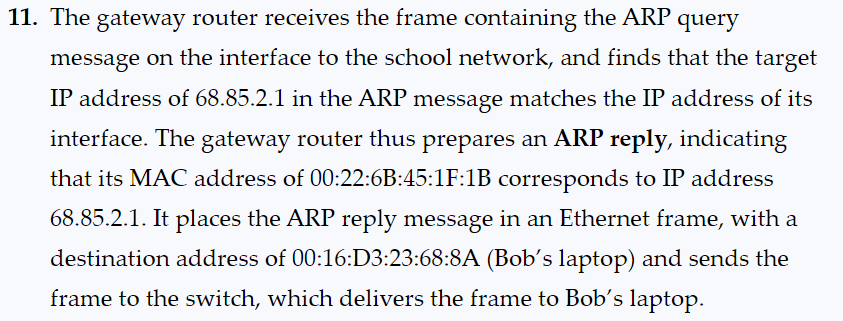 11. The gateway router receives the frame containing the ARP query
message on the interface to the school network, and finds that the target
IP address of 68.85.2.1 in the ARP message matches the IP address of its
interface. The gateway router thus prepares an ARP reply, indicating
that its MAC address of 00:22:6B:45:1F:1B corresponds to IP address
68.85.2.1. It places the ARP reply message in an Ethernet frame, with a
destination address of 00:16:D3:23:68:8A (Bob’s laptop) and sends the
frame to the switch, which delivers the frame to Bob’s laptop.